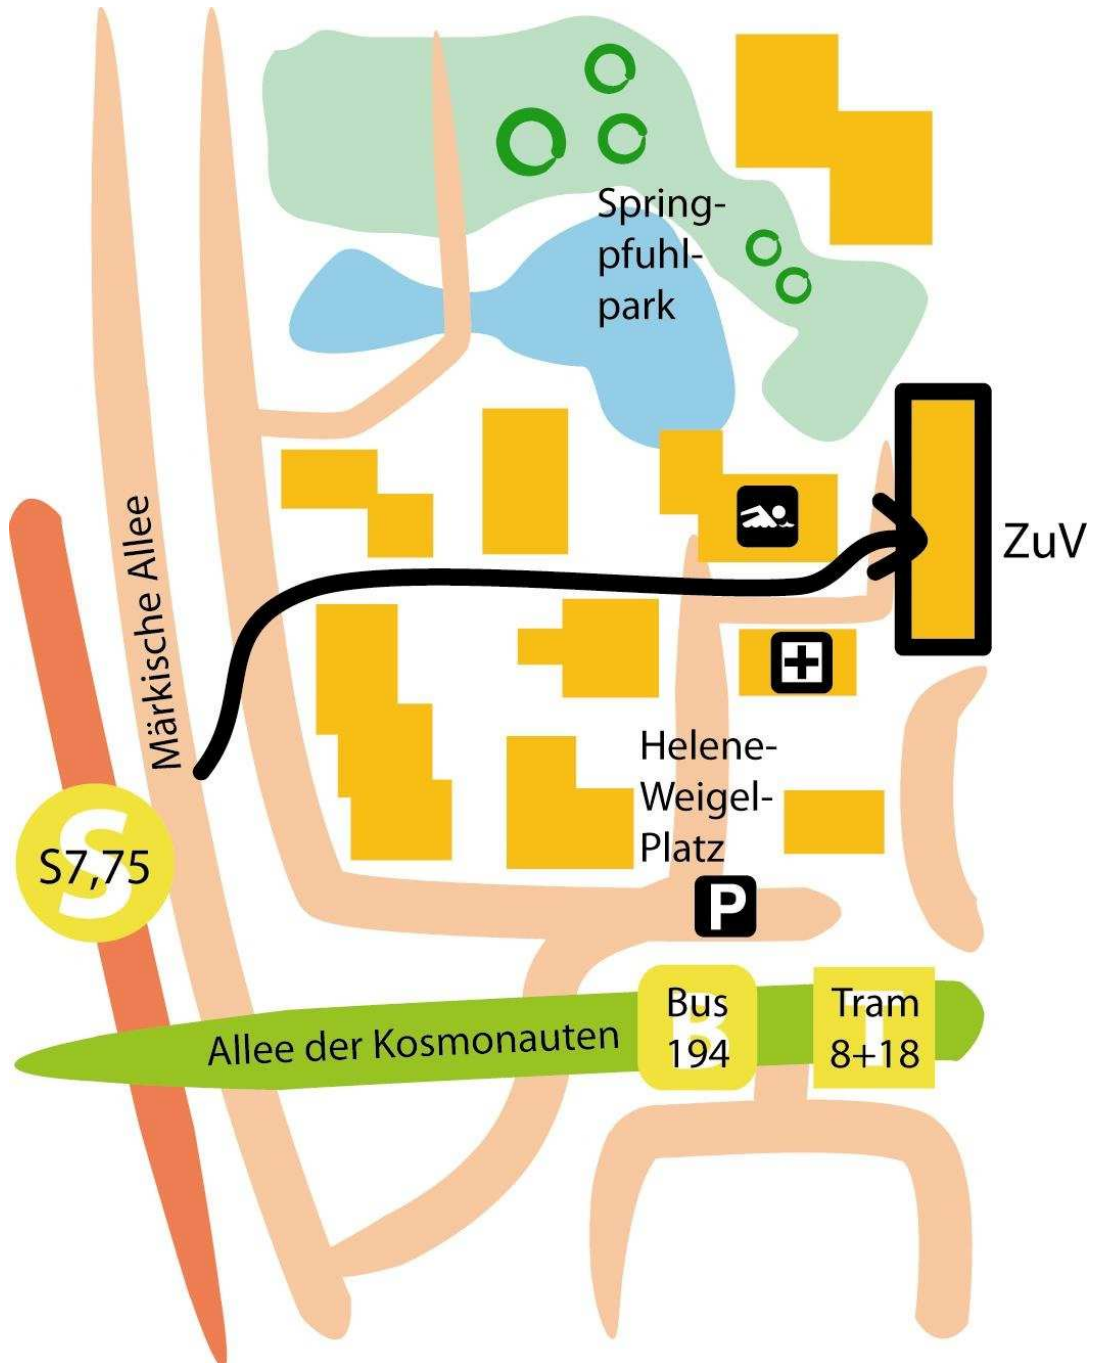 Spring-
pfuhl-
park
Märkische Allee
ZuV
Helene-
Weigel-
Platz
S
S7,75
P
B
Bus
194
T
Tram
8+18
Allee der Kosmonauten